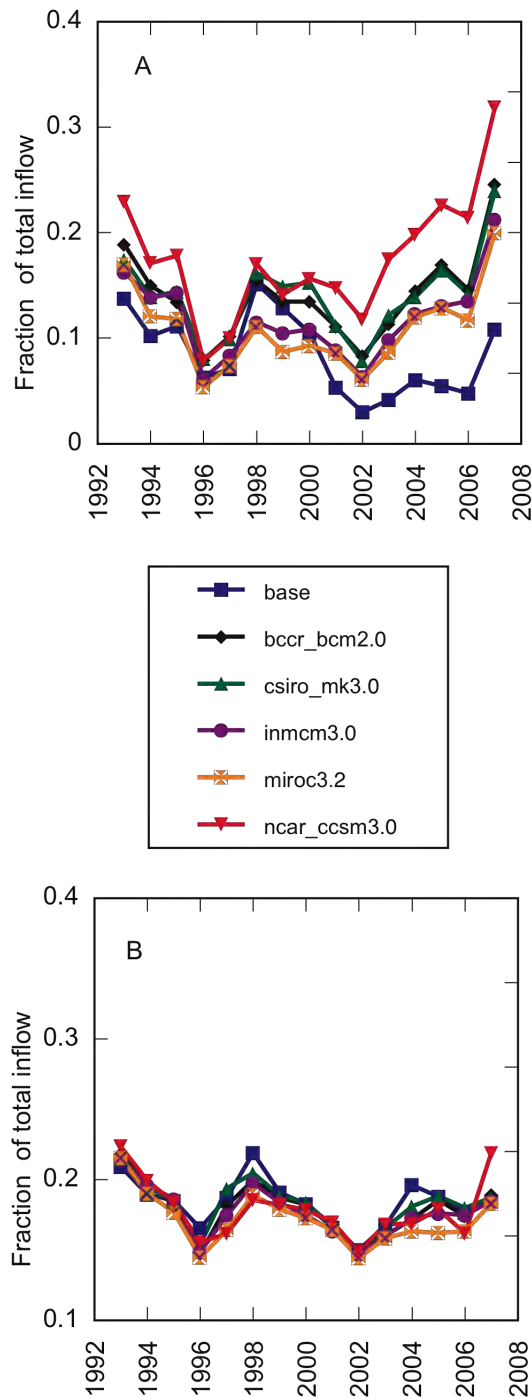 0.4
A
0.3
0.2
0.1
0
Fraction of total inflow
1992
1994
1996
1998
2000
2002
2004
2006
2008
base
bccr_bcm2.0
csiro_mk3.0
inmcm3.0
miroc3.2
ncar_ccsm3.0
0.4
B
0.3
0.2
0.1
Fraction of total inflow
1992
1994
1996
1998
2000
2002
2004
2006
2008